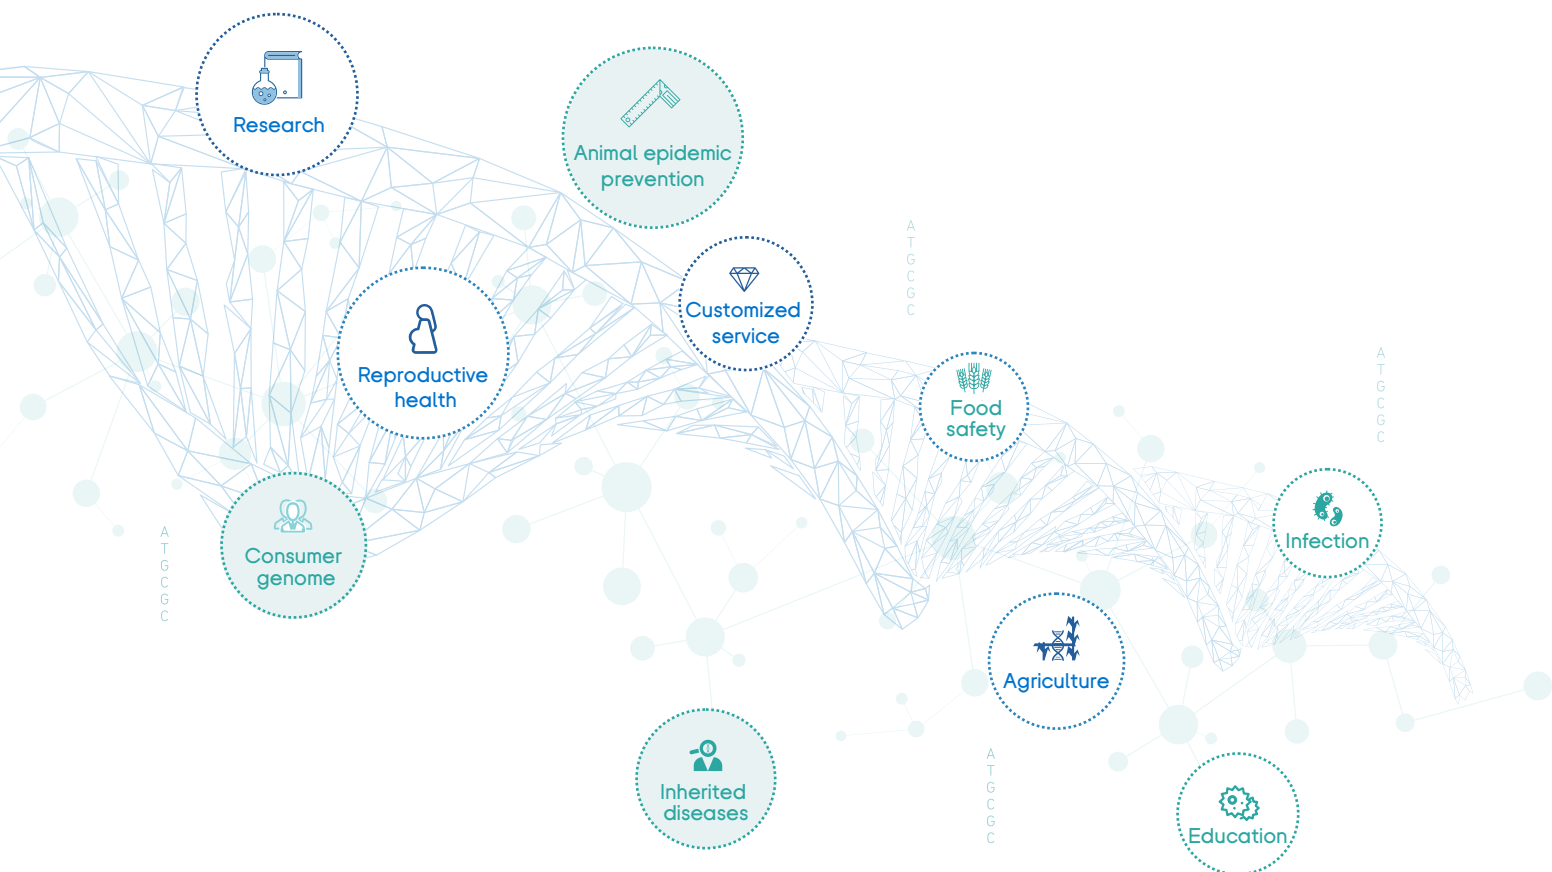 Research
Animal epidemic
prevention
A
T
G
C
G
C
Customized
service
Reproductive
health
A
T
G
C
G
C
Food
safety
Infection
A
T
G
C
G
C
Consumer
genome
Agriculture
A
T
G
C
G
C
Inherited
diseases
Education